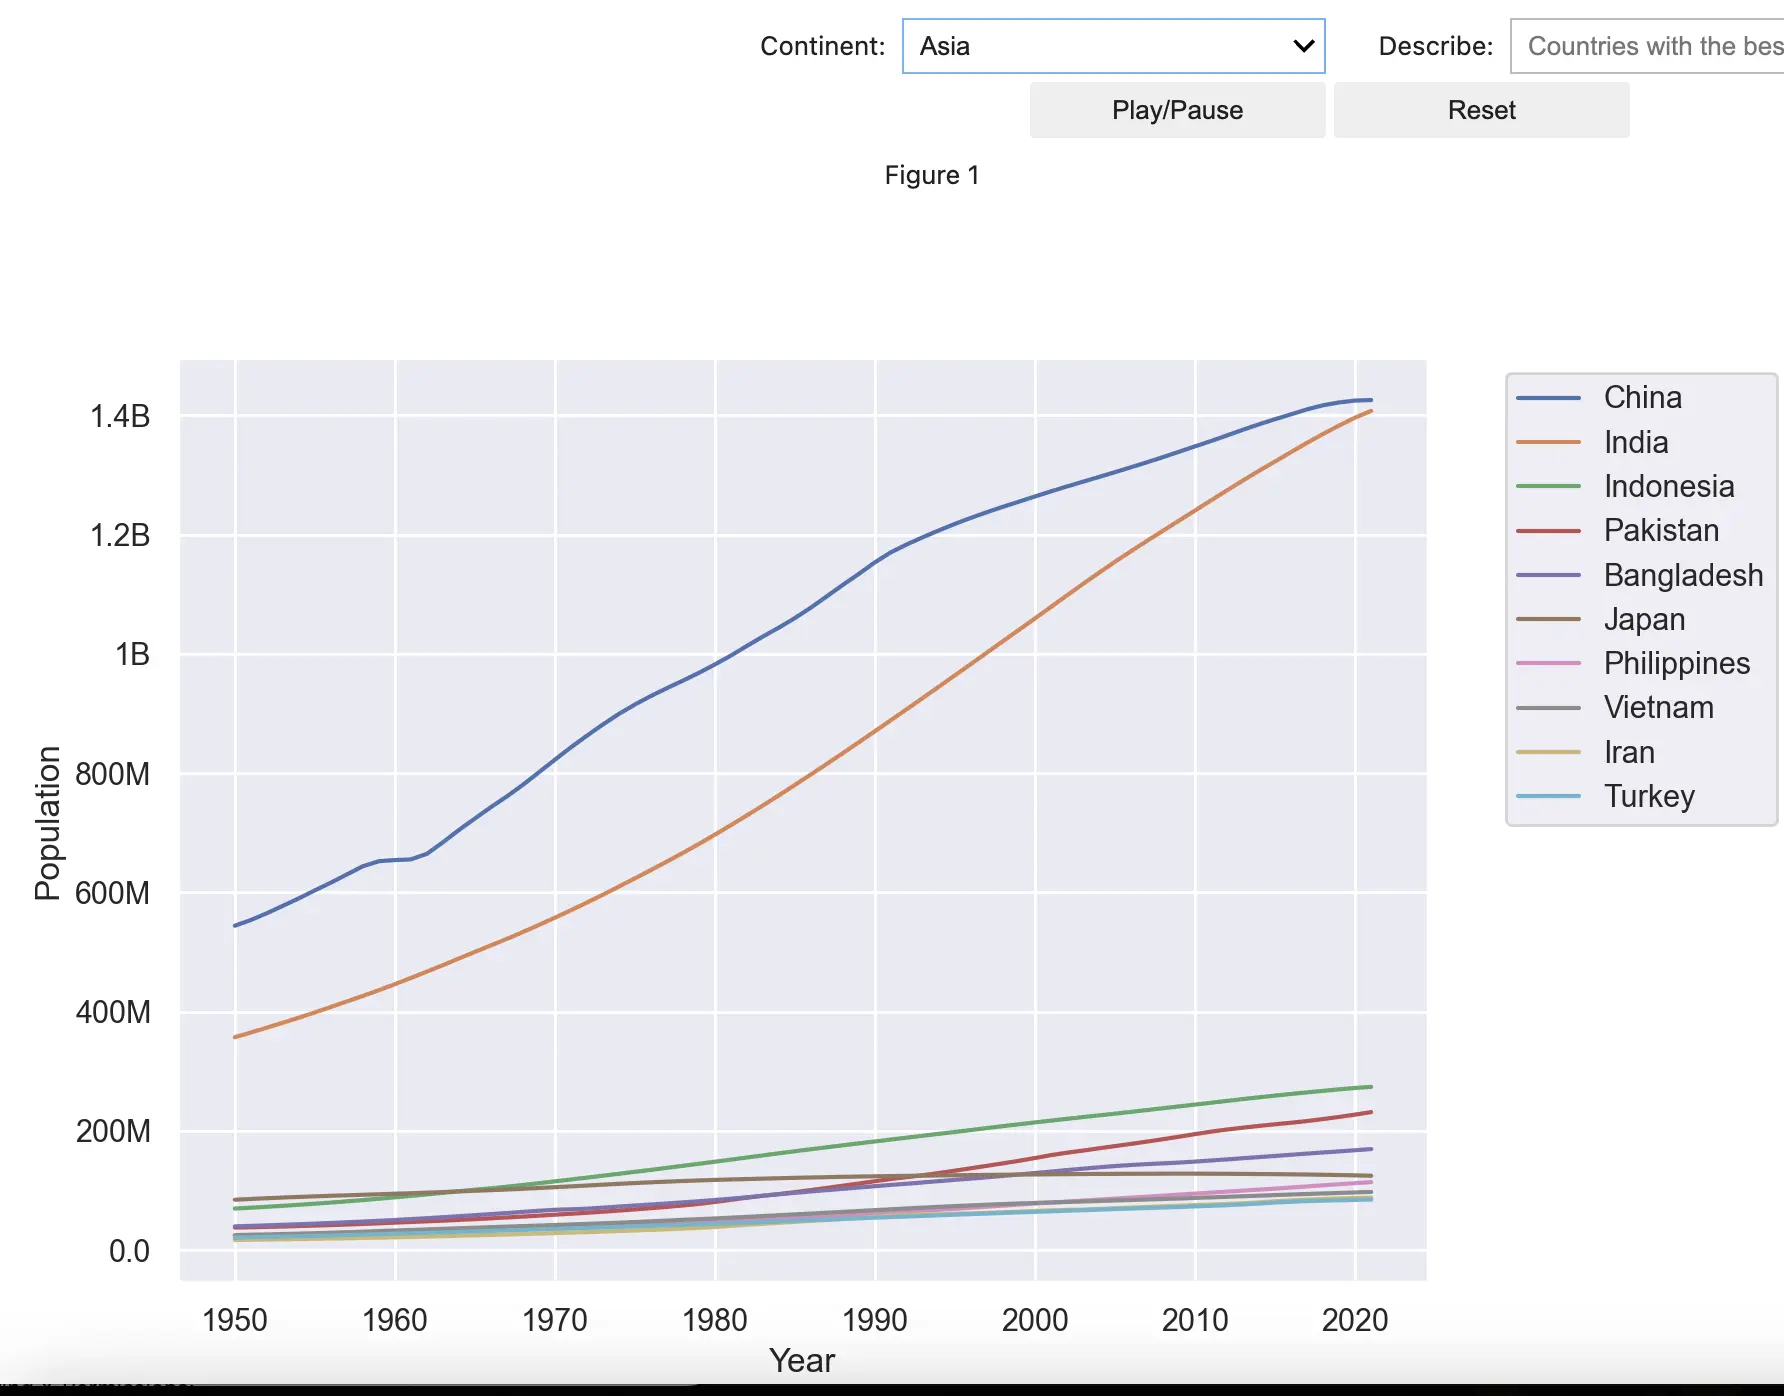 Continent: Asia Describe: Countries with the bes
Play/Pause Reset
Figure 1
1.4B
1.2B
1B
800M
600M
400M
200M
0.0
Population
1950 1960 1970 1980 1990 2000 2010 2020
Year
China
India
Indonesia
Pakistan
Bangladesh
Japan
Philippines
Vietnam
Iran
Turkey